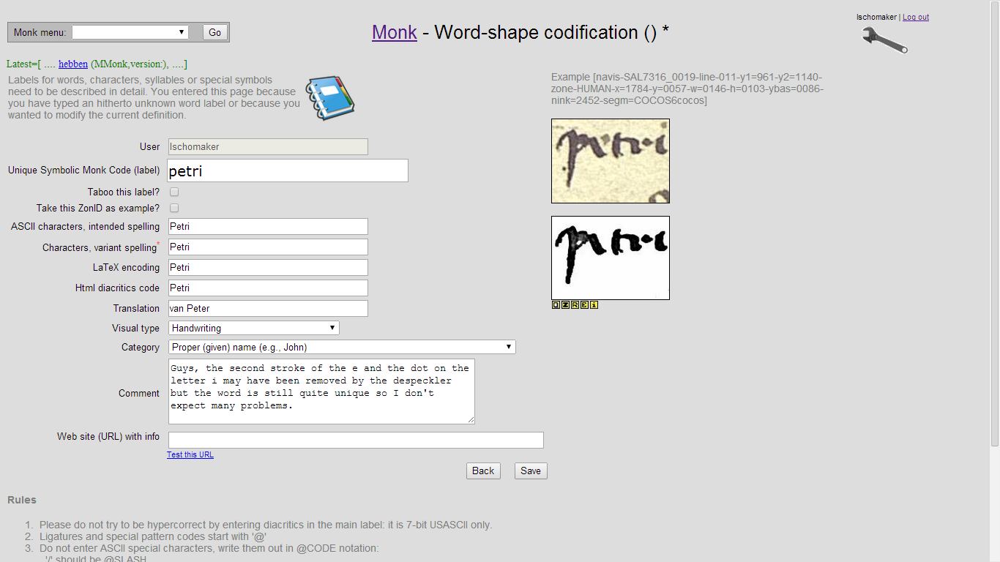 lschomaker | Log out
Monk menu: Go
Monk - Word-shape codification () *
Latest=[ .... hebben (MMonk,version:), ....]
Labels for words, characters, syllables or special symbols
need to be described in detail. You entered this page because
you have typed an hitherto unknown word label or because you
wanted to modify the current definition.
Example [navis-SAL7316_0019-line-011-y1=961-y2=1140-
zone-HUMAN-x=1784-y=0057-w=0146-h=0103-ybas=0086-
nink=2452-segm=COCOS6cocos]
petri
petri
QZREi
User lschomaker
Unique Symbolic Monk Code (label) petri
Taboo this label?
Take this ZonID as example?
ASCII characters, intended spelling Petri
Characters, variant spelling* Petri
LaTeX encoding Petri
Html diacritics code Petri
Translation van Peter
Visual type Handwriting
Category Proper (given) name (e.g., John)
Comment
Guys, the second stroke of the e and the dot on the
letter i may have been removed by the despeckler
but the word is still quite unique so I don't
expect many problems.
Web site (URL) with info
Test this URL
Back Save
Rules
1. Please do not try to be hypercorrect by entering diacritics in the main label: it is 7-bit USASCII only.
2. Ligatures and special pattern codes start with '@'
3. Do not enter ASCII special characters, write them out in @CODE notation:
'/' should be @SLASH